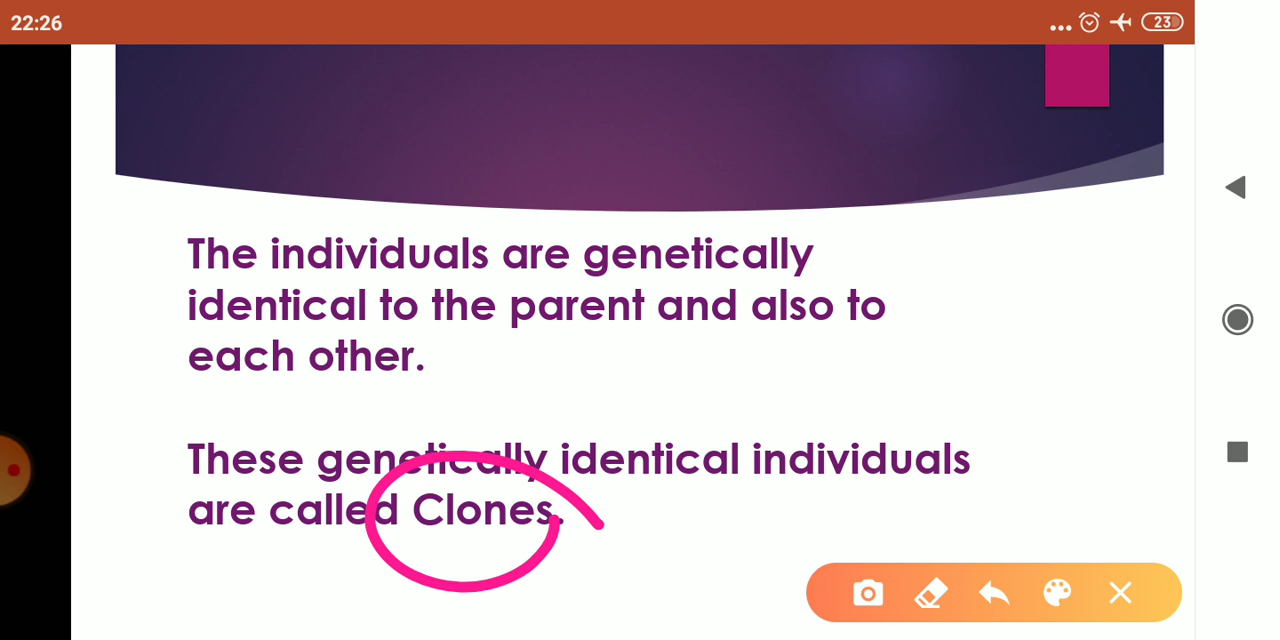 22:26
23
The individuals are genetically
identical to the parent and also to
each other.
These genetically identical individuals
are called Clones.